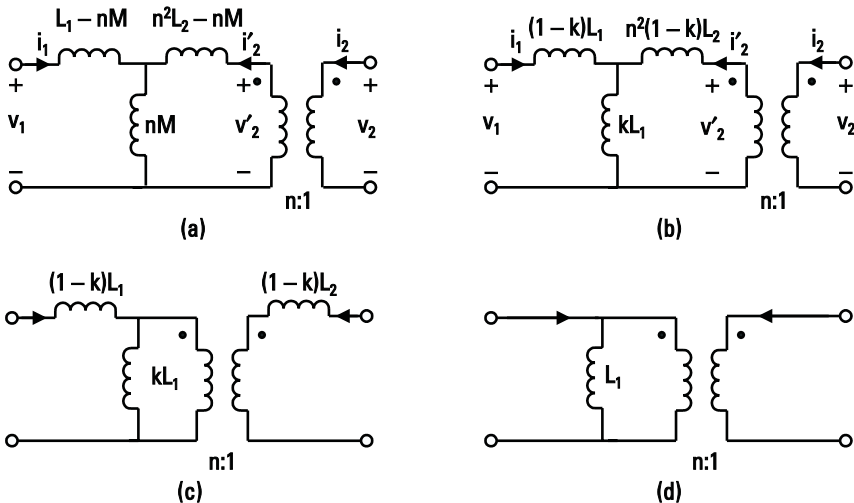 L₁ – nM n²L₂ – nM
i₁ i′₂ i₂
+ + +
v₁ nM v′₂ v₂
– – –
n:1
(a)
(1 – k)L₁ n²(1 – k)L₂
i₁ i′₂ i₂
+ + +
v₁ kL₁ v′₂ v₂
– – –
n:1
(b)
(1 – k)L₁ (1 – k)L₂
kL₁
n:1
(c)
L₁
n:1
(d)